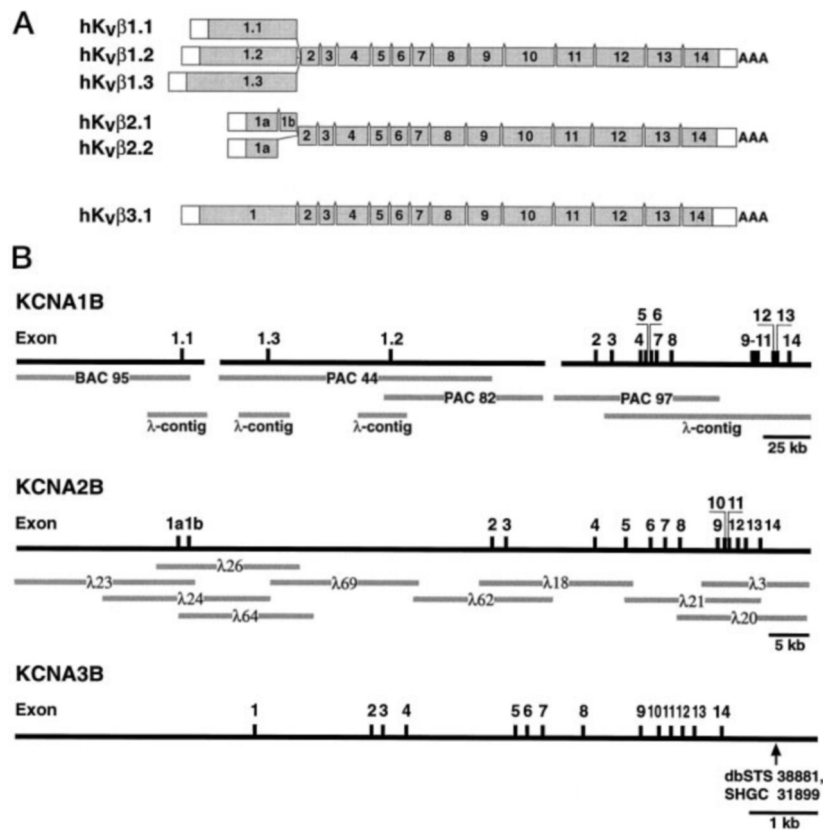 A
hKvβ1.1 1.1
hKvβ1.2 1.2 2 3 4 5 6 7 8 9 10 11 12 13 14 AAA
hKvβ1.3 1.3
hKvβ2.1 1a 1b
2 3 4 5 6 7 8 9 10 11 12 13 14 AAA
hKvβ2.2 1a
hKvβ3.1 1 2 3 4 5 6 7 8 9 10 11 12 13 14 AAA
B
KCNA1B
5 6 12 13
Exon 1.1 1.3 1.2 2 3 4 7 8 9-11 14
BAC 95 PAC 44
PAC 82 PAC 97
λ-contig λ-contig λ-contig λ-contig
25 kb
KCNA2B
10 11
Exon 1a 1b 2 3 4 5 6 7 8 9 12 13 14
λ26
λ23 λ69 λ18 λ3
λ24 λ62 λ21
λ64 λ20
5 kb
KCNA3B
Exon 1 2 3 4 5 6 7 8 9 10 11 12 13 14
dbSTS 38881,
SHGC 31899
1 kb